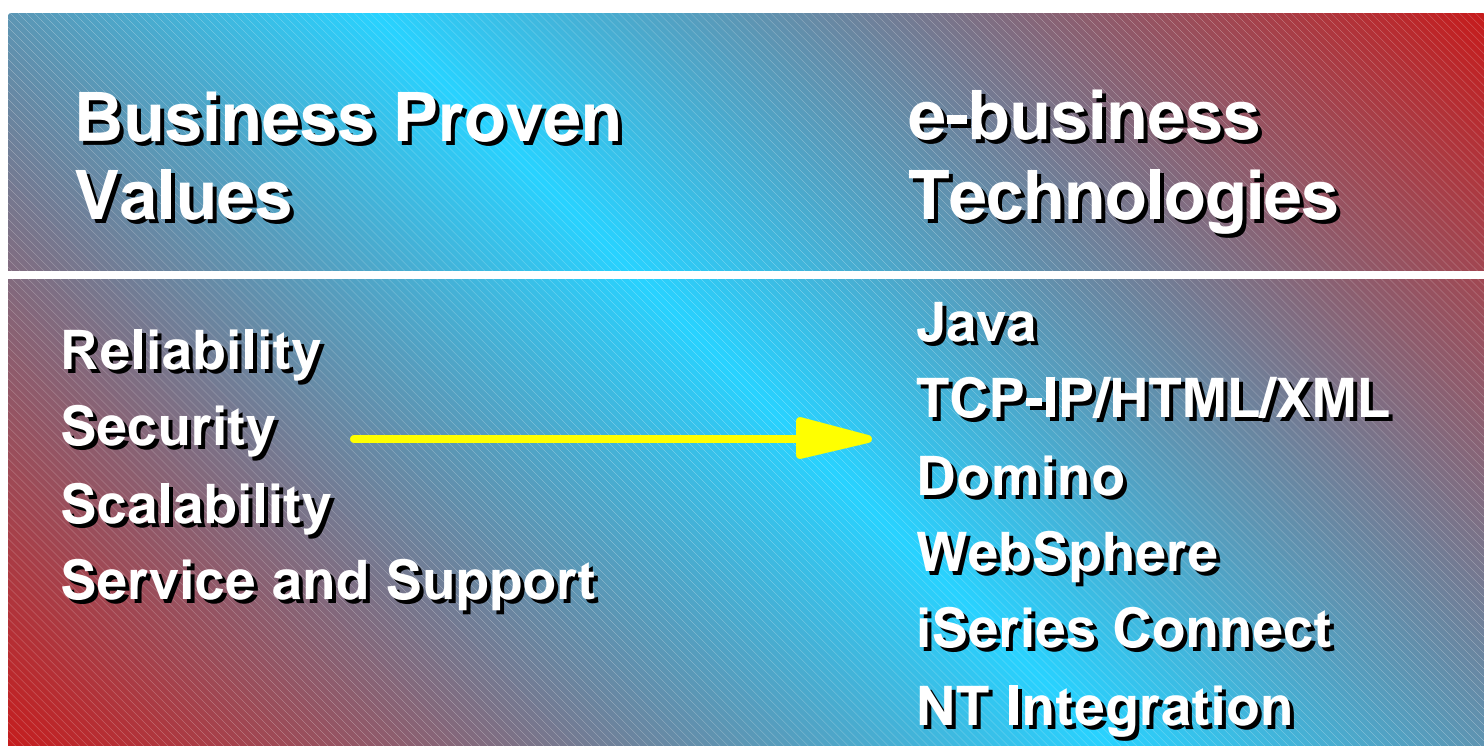 Business Proven
Values
e-business
Technologies
Reliability
Security
Scalability
Service and Support
Java
TCP-IP/HTML/XML
Domino
WebSphere
iSeries Connect
NT Integration